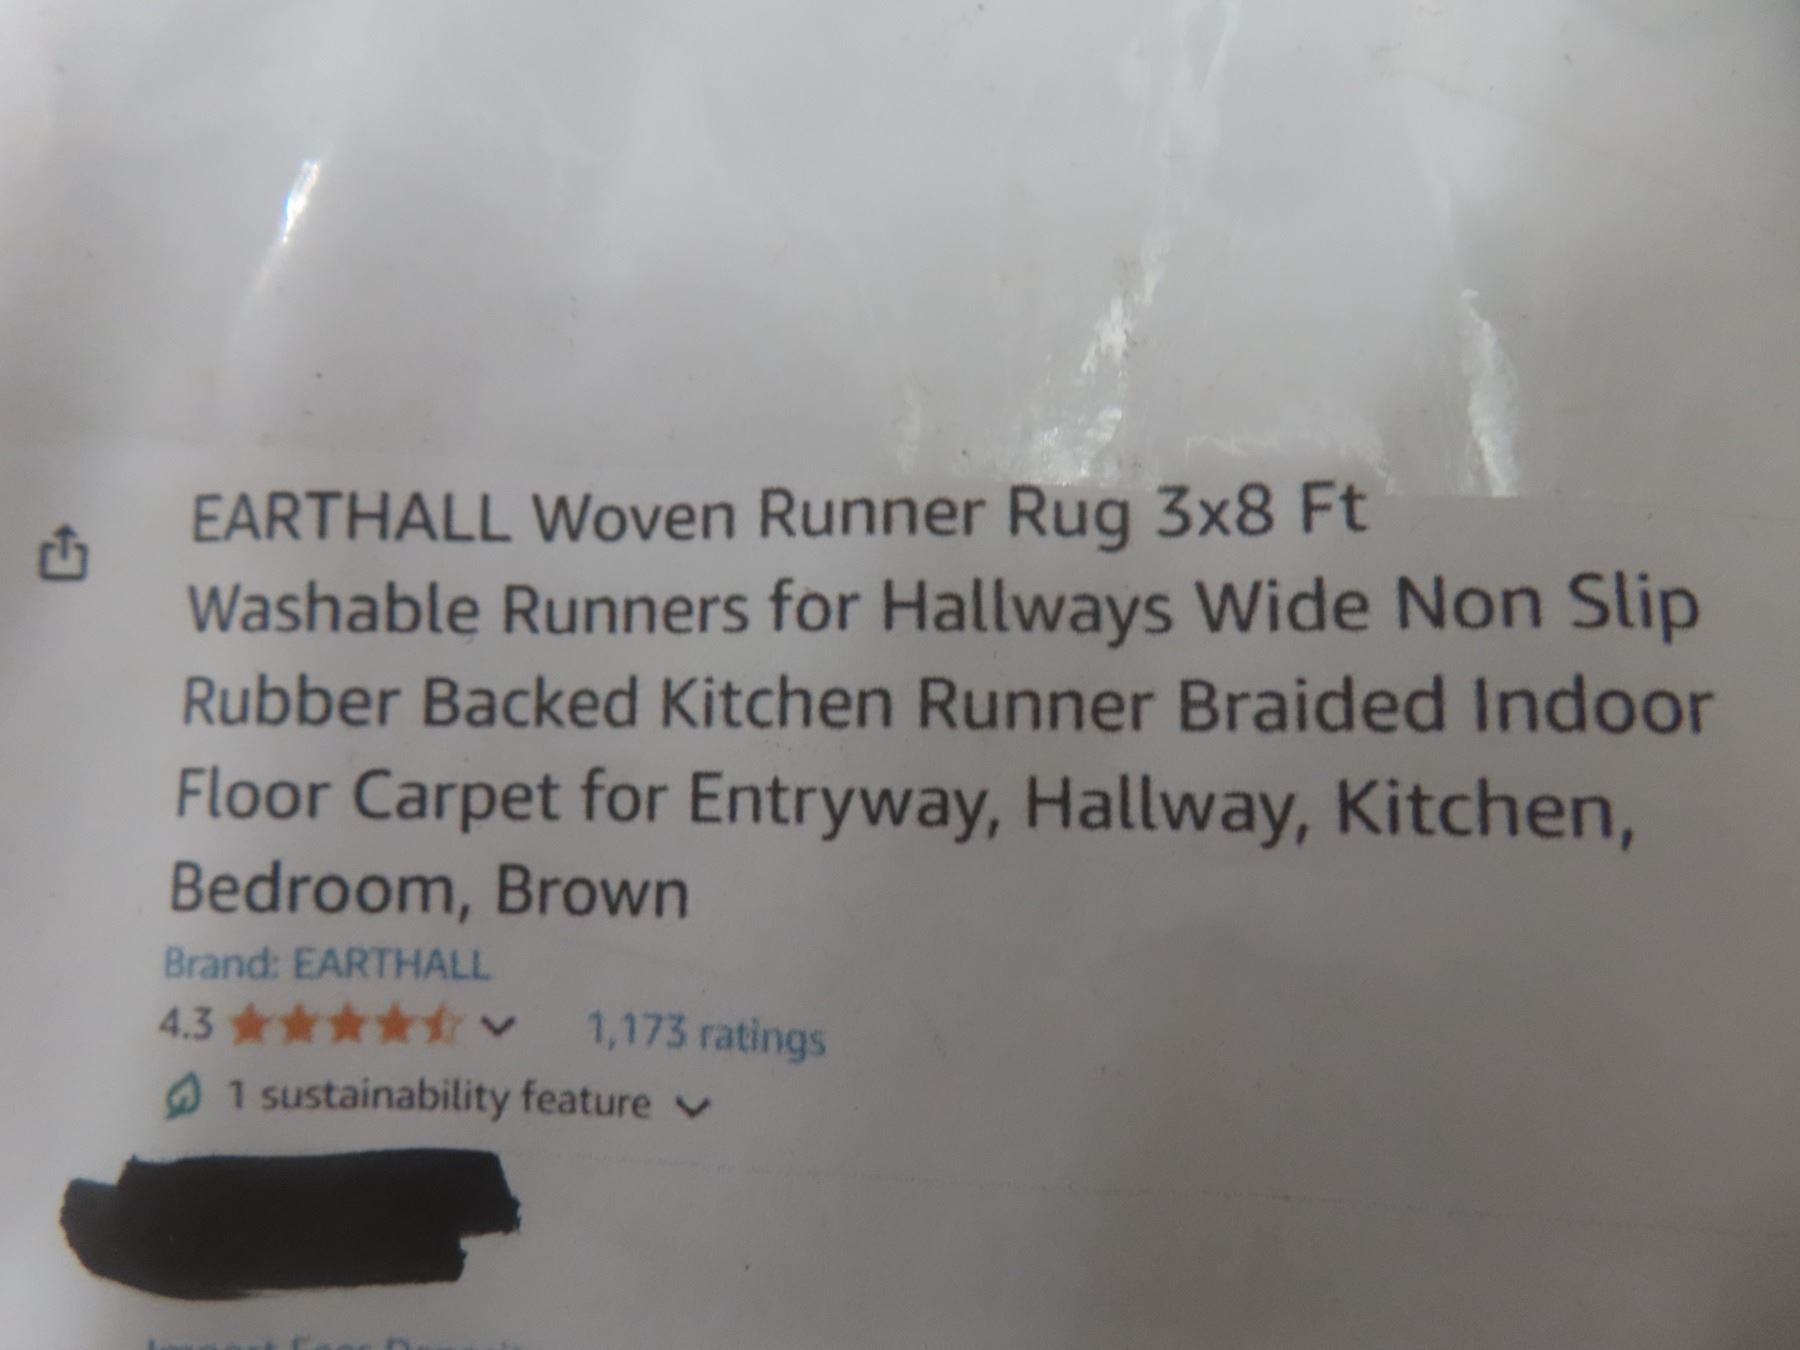 EARTHALL Woven Runner Rug 3x8 Ft
Washable Runners for Hallways Wide Non Slip
Rubber Backed Kitchen Runner Braided Indoor
Floor Carpet for Entryway, Hallway, Kitchen,
Bedroom, Brown
Brand: EARTHALL
4.3 1,173 ratings
1 sustainability feature